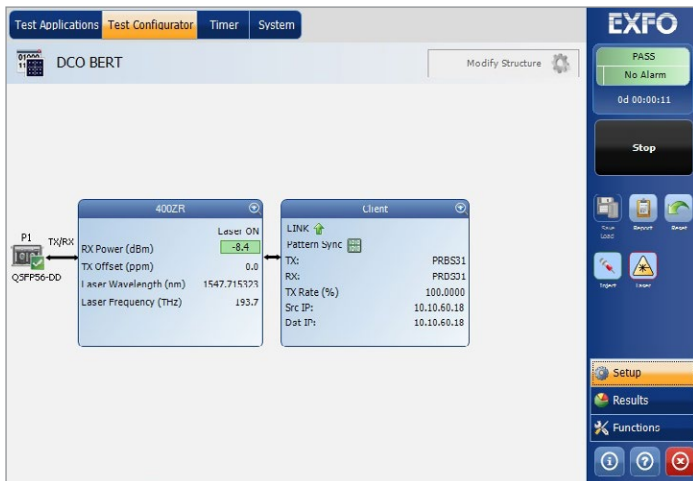 Test Applications Test Configurator Timer System
EXFO
DCO BERT
Modify Structure
PASS
No Alarm
0d 00:00:11
Stop
Save
Load
Report
Reset
Inject
Laser
400ZR
Laser ON
RX Power (dBm) -8.4
TX Offset (ppm) 0.0
Laser Wavelength (nm) 1547.715323
Laser Frequency (THz) 193.7
P1
TX/RX
QSFP56-DD
Client
LINK
Pattern Sync
TX: PRBS31
RX: PRBS31
TX Rate (%) 100.0000
Src IP: 10.10.60.18
Dst IP: 10.10.60.18
Setup
Results
Functions